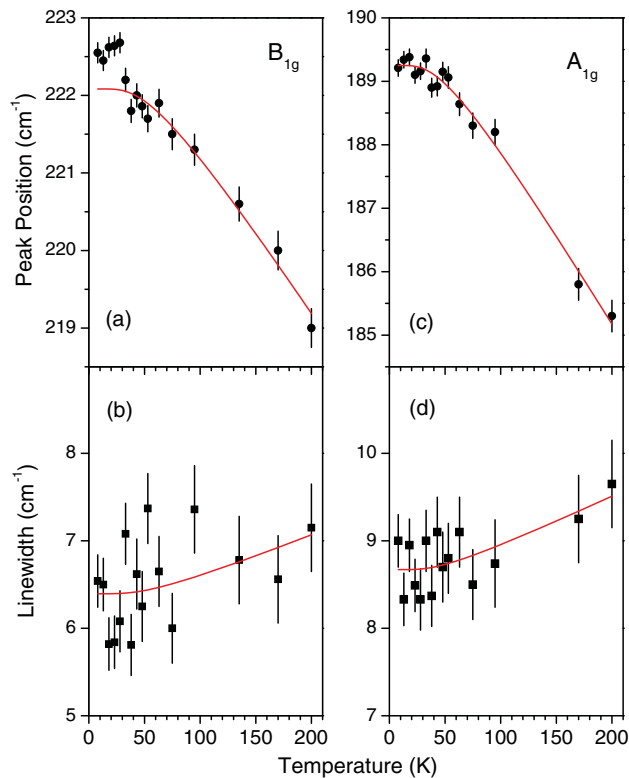 223
222
221
220
219
Peak Position (cm⁻¹)
B₁g
(a)
190
189
188
187
186
185
A₁g
(c)
8
7
6
5
Linewidth (cm⁻¹)
(b)
0 50 100 150 200
10
9
8
7
(d)
0 50 100 150 200
Temperature (K)